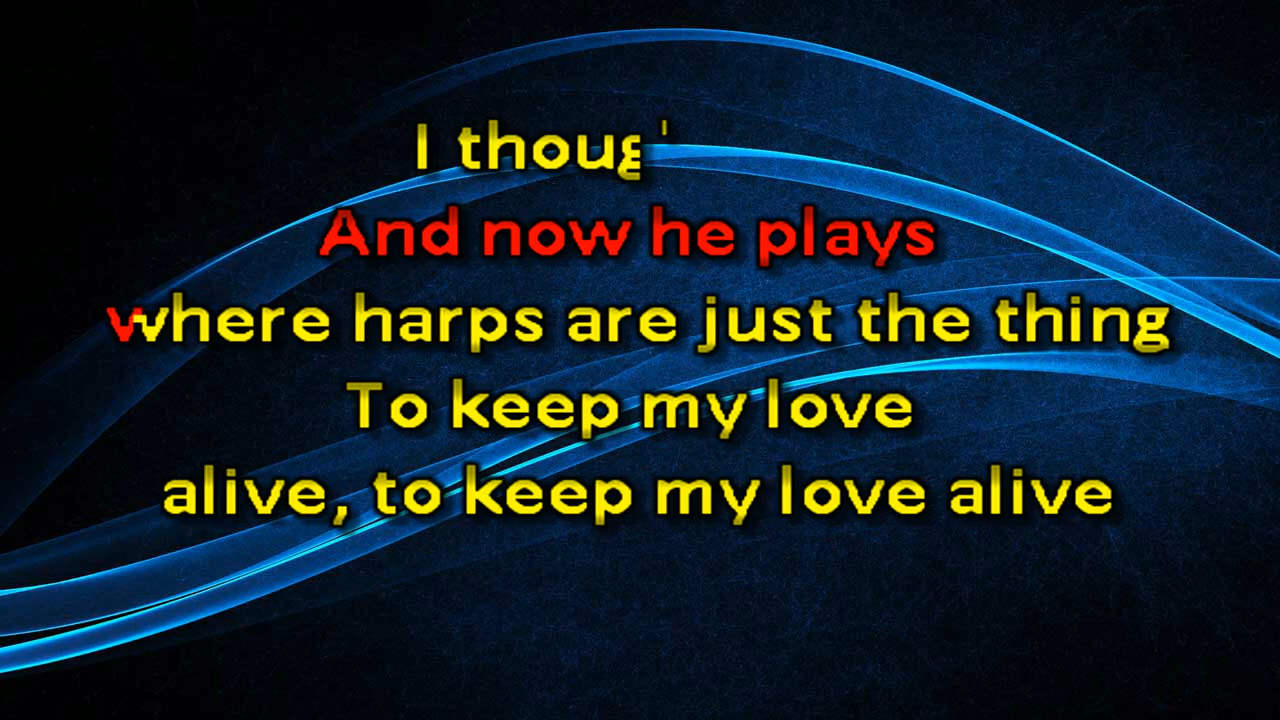 I thoug
And now he plays
where harps are just the thing
To keep my love
alive, to keep my love alive